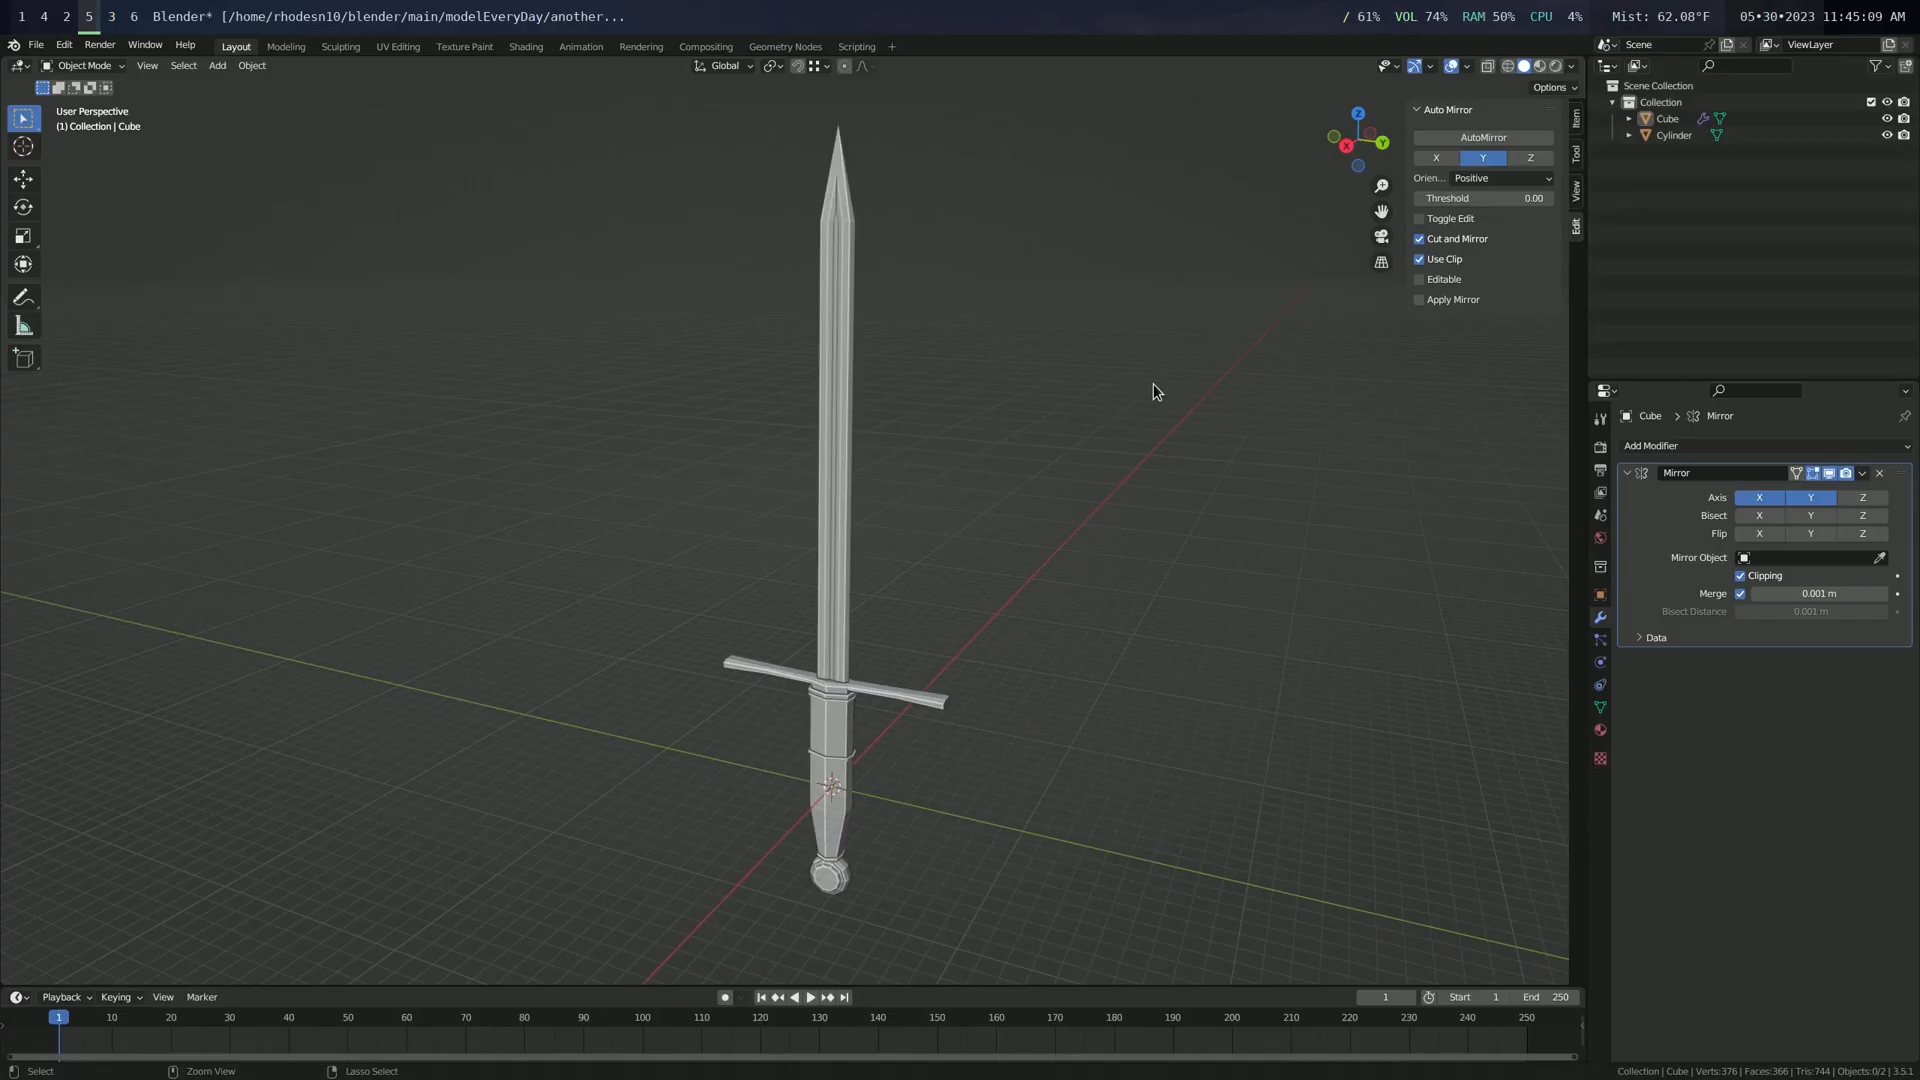 1 4 2 5 3 6 Blender* [/home/rhodesn10/blender/main/modelEveryDay/another... / 61% VOL 74% RAM 50% CPU 4% Mist: 62.08°F 05•30•2023 11:45:09 AM
File Edit Render Window Help Layout Modeling Sculpting UV Editing Texture Paint Shading Animation Rendering Compositing Geometry Nodes Scripting + Scene ViewLayer
Object Mode View Select Add Object Global
Options
User Perspective
(1) Collection | Cube
Z
Y
X
Auto Mirror
AutoMirror
X Y Z
Orien... Positive
Threshold 0.00
Toggle Edit
Cut and Mirror
Use Clip
Editable
Apply Mirror
Item
Tool
View
Edit
Scene Collection
Collection
Cube
Cylinder
Cube > Mirror
Add Modifier
Mirror
Axis X Y Z
Bisect X Y Z
Flip X Y Z
Mirror Object
Clipping
Merge 0.001 m
Bisect Distance 0.001 m
Data
Playback Keying View Marker 1 Start 1 End 250
1 10 20 30 40 50 60 70 80 90 100 110 120 130 140 150 160 170 180 190 200 210 220 230 240 250
Select Zoom View Lasso Select Collection | Cube | Verts:376 | Faces:366 | Tris:744 | Objects:0/2 | 3.5.1